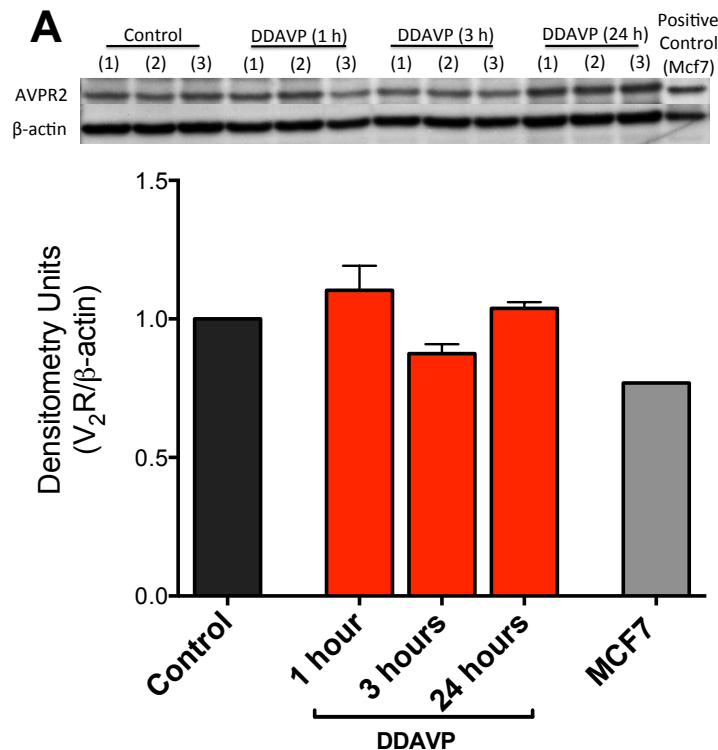 A
Control DDAVP (1 h) DDAVP (3 h) DDAVP (24 h) Positive Control (Mcf7)
(1) (2) (3) (1) (2) (3) (1) (2) (3) (1) (2) (3)
AVPR2
β-actin
Densitometry Units
(V₂R/β-actin)
1.5
1.0
0.5
0.0
Control
1 hour
3 hours
24 hours
MCF7
DDAVP